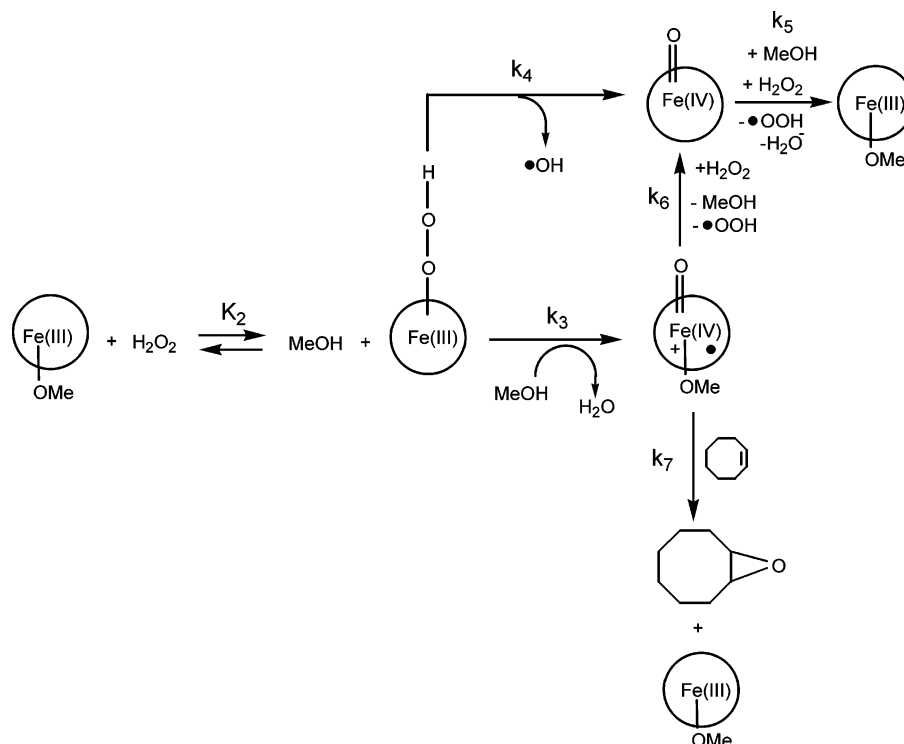 k5
+ MeOH
+ H2O2
- ●OOH
-H2O-
O
Fe(IV)
Fe(III)
OMe
k4
●OH
+H2O2
k6
- MeOH
- ●OOH
H
O
O
Fe(III)
O
Fe(IV)
+ ●
OMe
Fe(III)
OMe
+ H2O2
K2
MeOH +
k3
MeOH
H2O
k7
O
+
Fe(III)
OMe